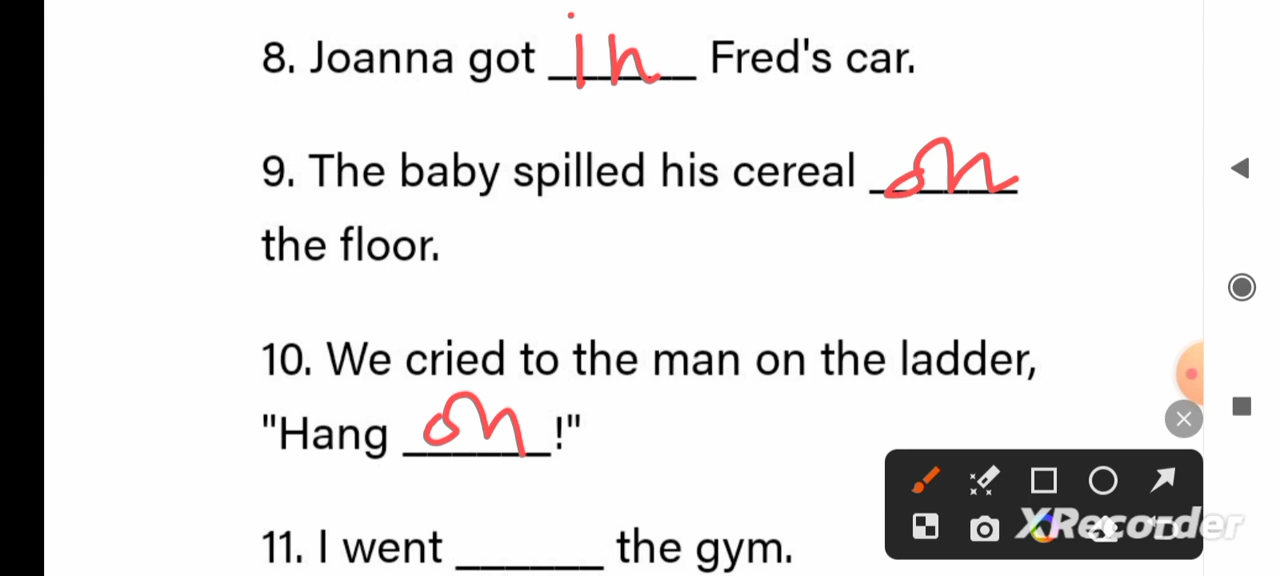 8. Joanna got in Fred's car.
9. The baby spilled his cereal on
the floor.
10. We cried to the man on the ladder,
"Hang on!"
11. I went ______ the gym.
XRecorder